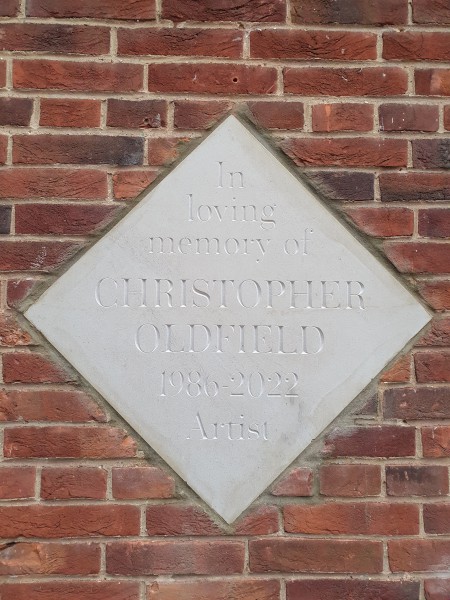 In
loving
memory of
CHRISTOPHER
OLDFIELD
1986-2022
Artist